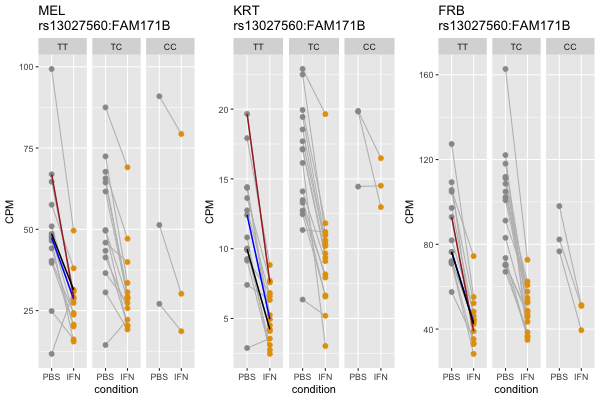 MEL
rs13027560:FAM171B
TT TC CC
CPM
100
75
50
25
PBS IFN PBS IFN PBS IFN
condition
KRT
rs13027560:FAM171B
TT TC CC
CPM
20
15
10
5
PBS IFN PBS IFN PBS IFN
condition
FRB
rs13027560:FAM171B
TT TC CC
CPM
160
120
80
40
PBS IFN PBS IFN PBS IFN
condition